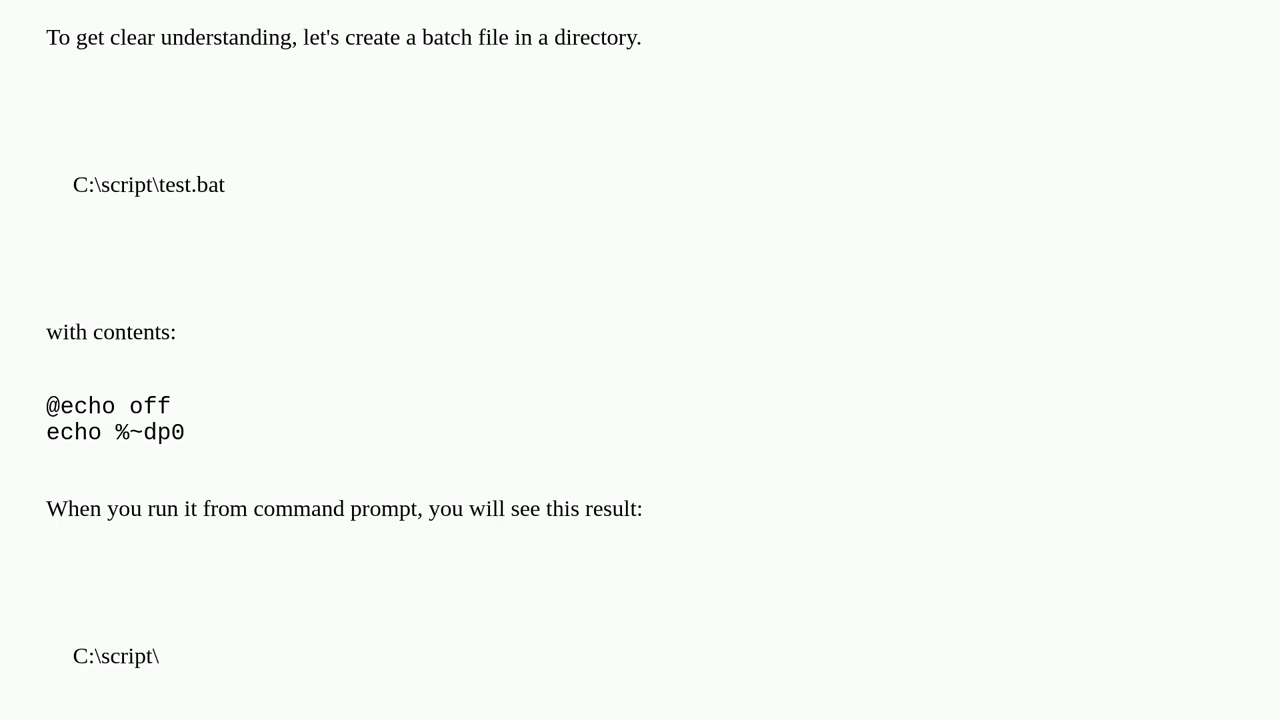 To get clear understanding, let's create a batch file in a directory.
C:\script\test.bat
with contents:
@echo off
echo %~dp0
When you run it from command prompt, you will see this result:
C:\script\